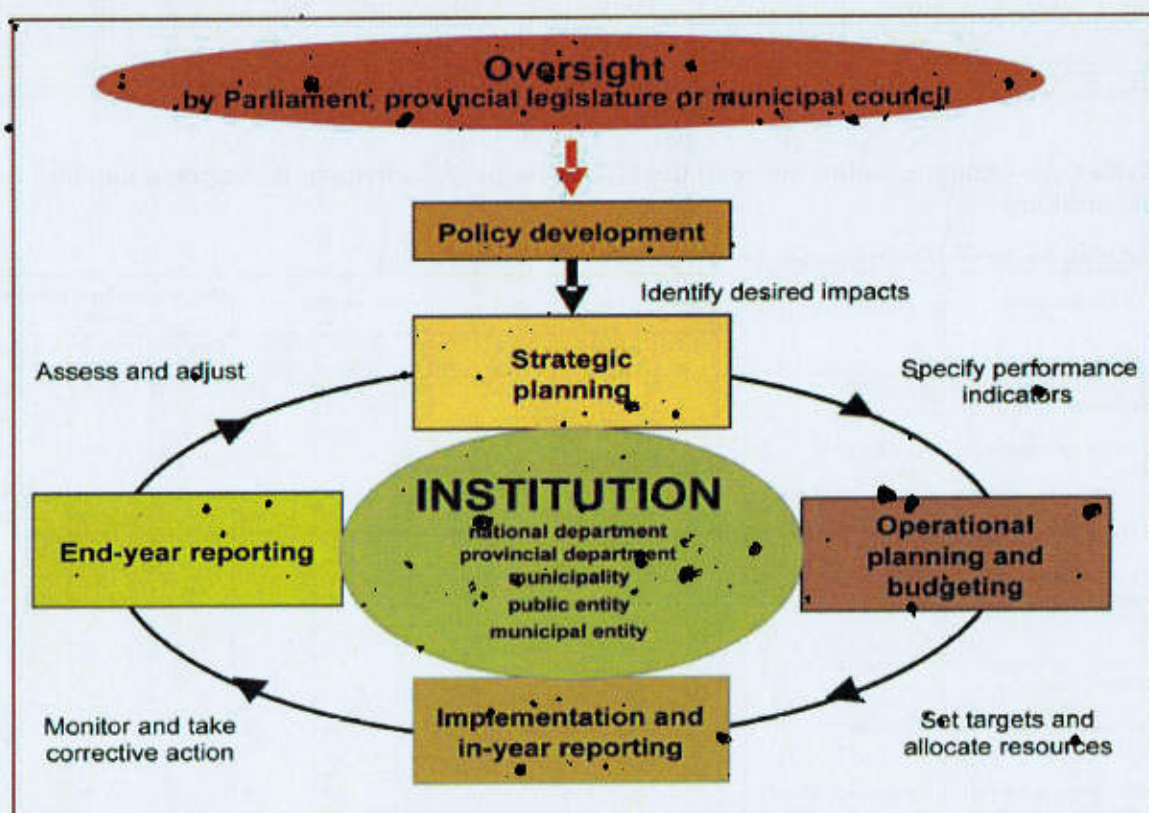 Oversight
by Parliament, provincial legislature or municipal council
Policy development
Identify desired impacts
Strategic
planning
Assess and adjust
Specify performance
indicators
INSTITUTION
national department
provincial department
municipality
public entity
municipal entity
End-year reporting
Operational
planning and
budgeting
Implementation and
in-year reporting
Monitor and take
corrective action
Set targets and
allocate resources